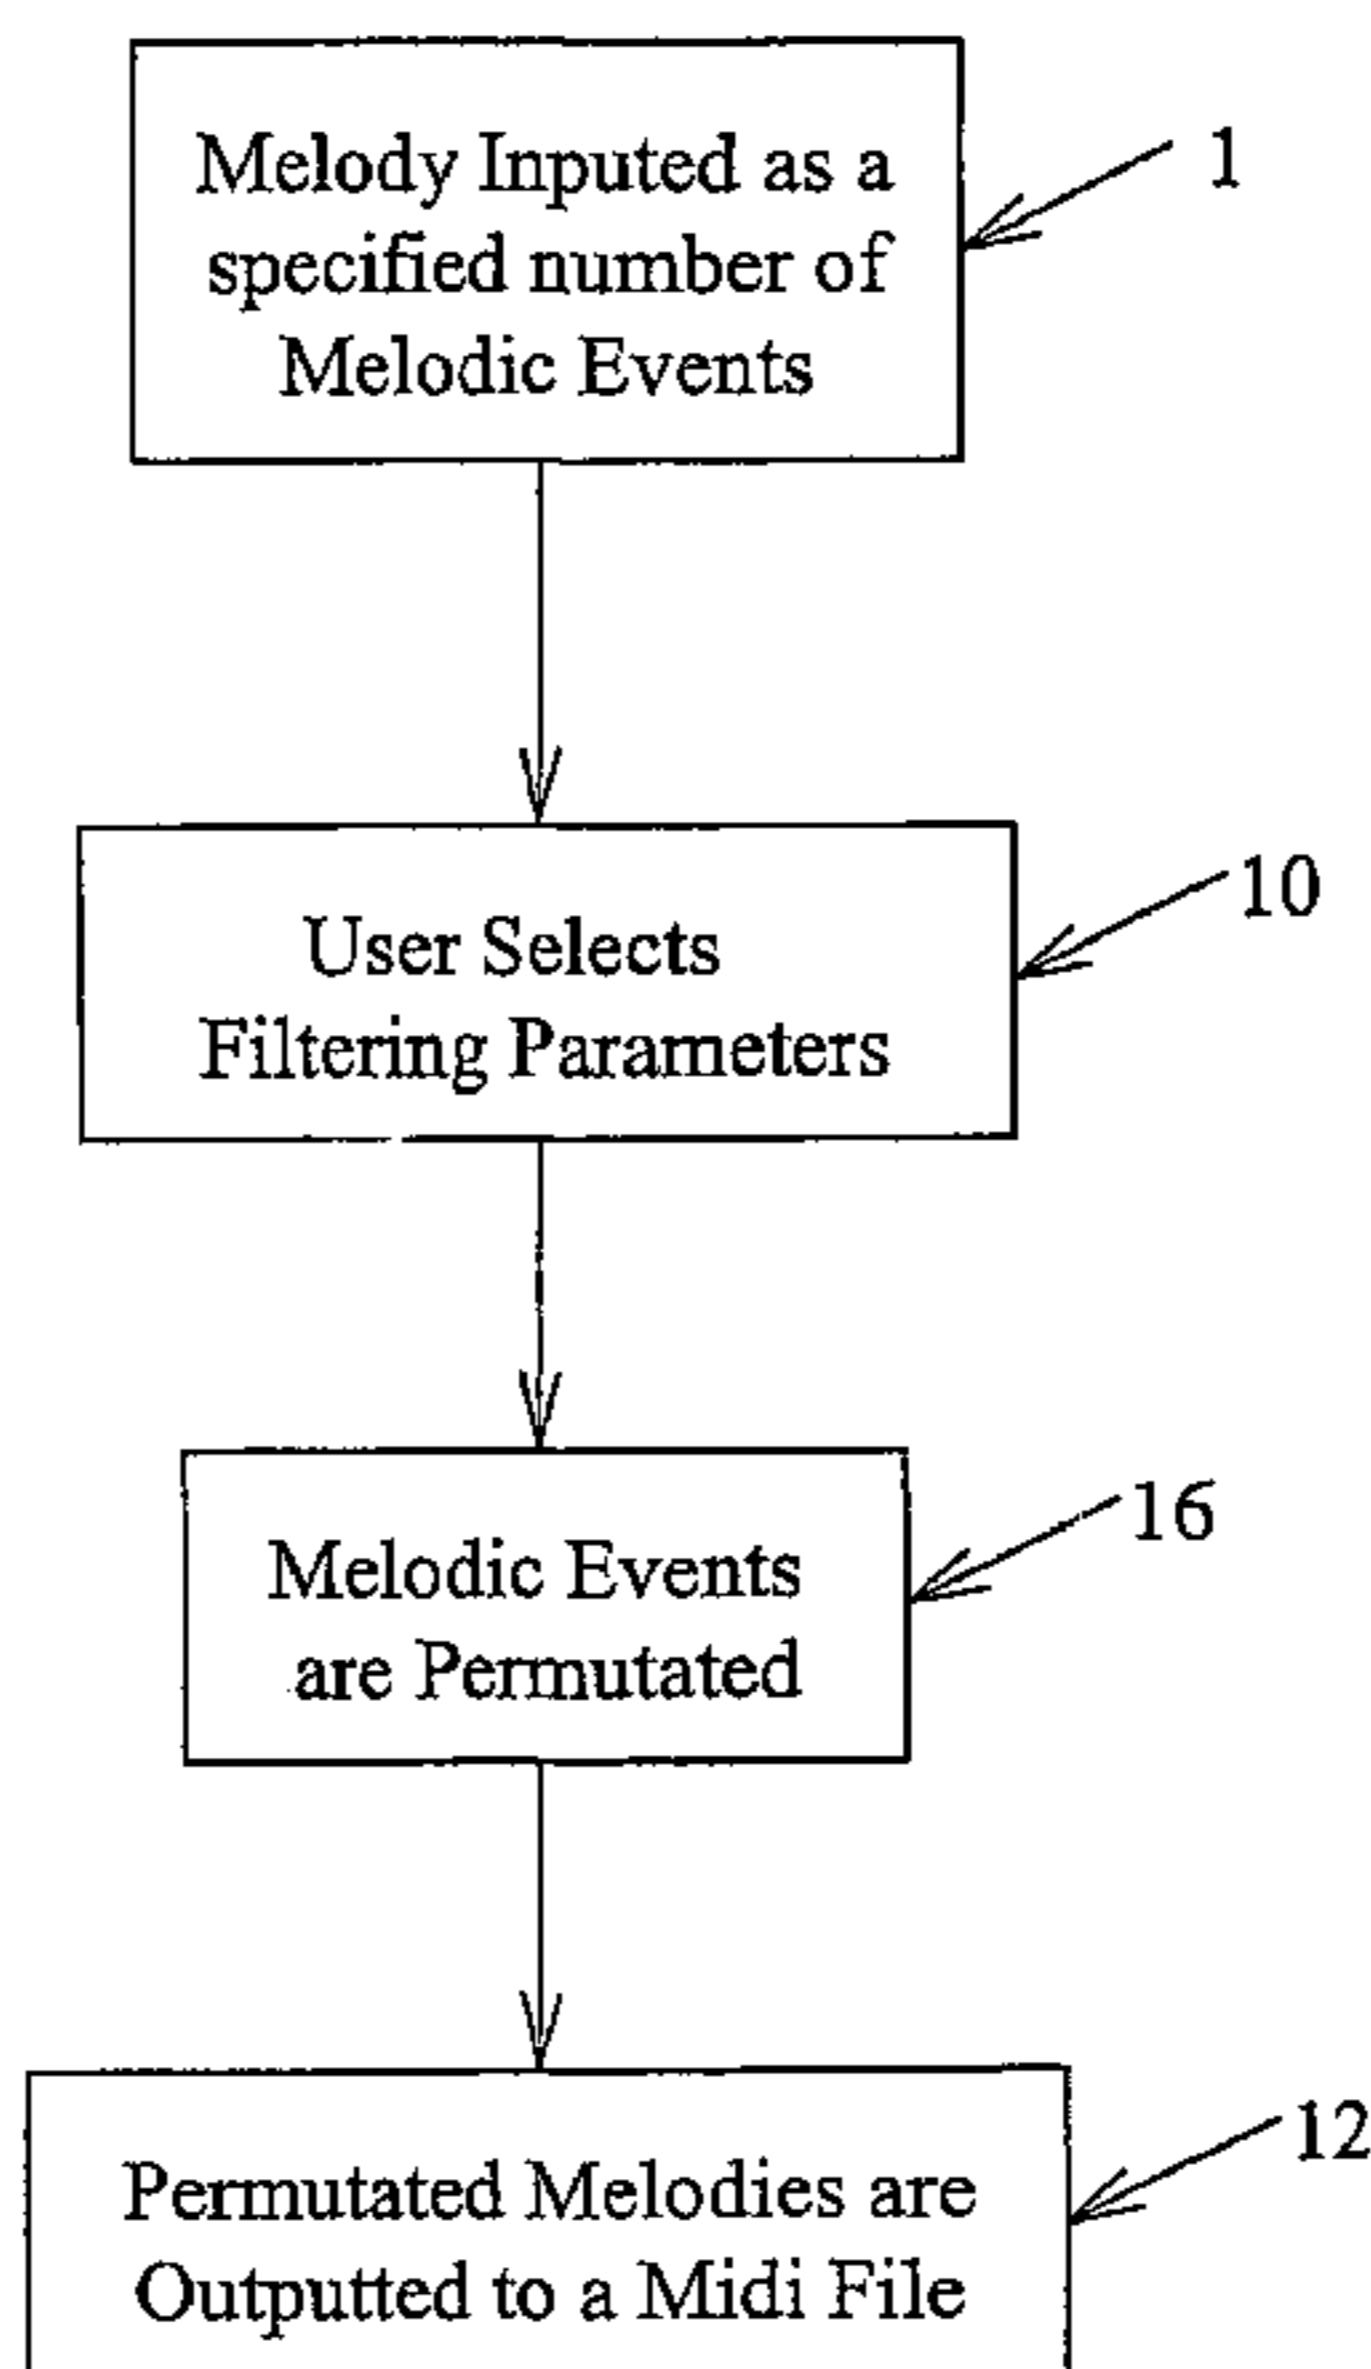 Melody Inputed as a
specified number of
Melodic Events
1
User Selects
Filtering Parameters
10
Melodic Events
are Permutated
16
Permutated Melodies are
Outputted to a Midi File
12